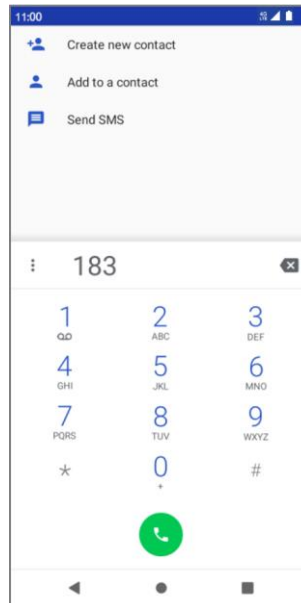 11:00
Create new contact
Add to a contact
Send SMS
183
1 2 3
ABC DEF
4 5 6
GHI JKL MNO
7 8 9
PQRS TUV WXYZ
* 0 #
+